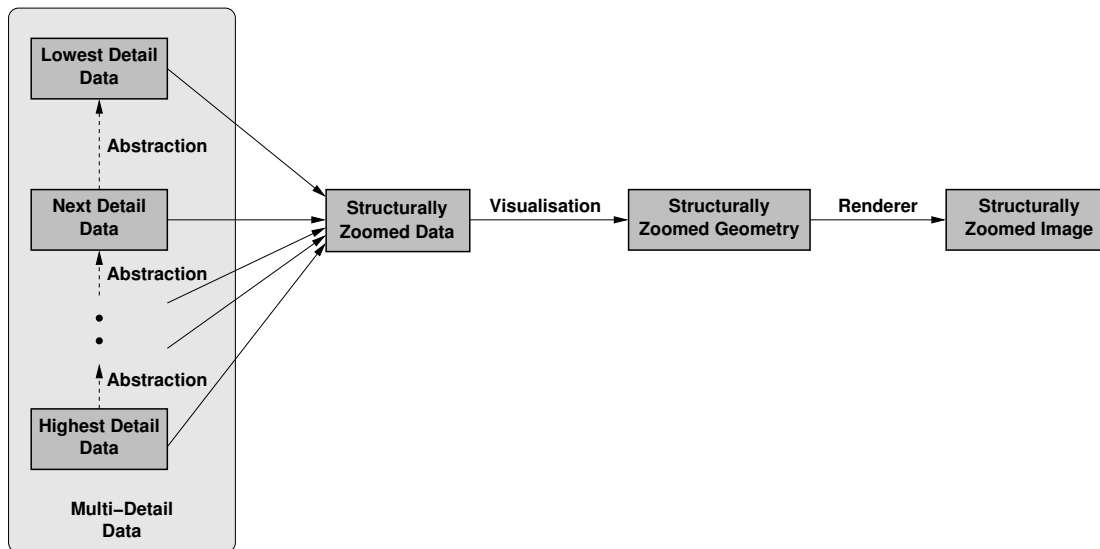 Lowest Detail
Data
Abstraction
Next Detail
Data
Abstraction
Abstraction
Highest Detail
Data
Multi−Detail
Data
Structurally
Zoomed Data
Visualisation
Structurally
Zoomed Geometry
Renderer
Structurally
Zoomed Image